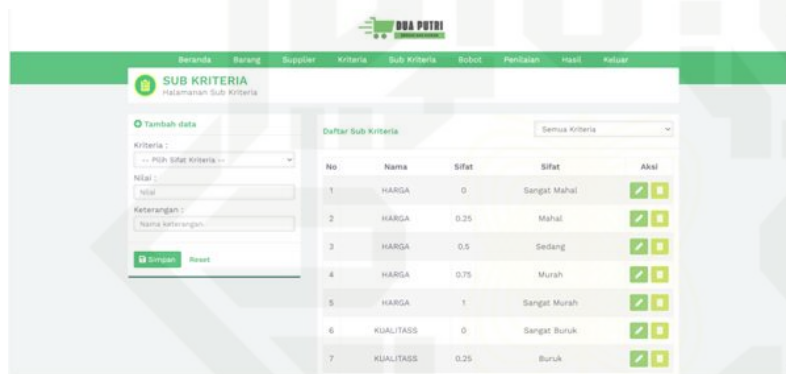 DUA PUTRI
Beranda Barang Supplier Kriteria Sub Kriteria Bobot Penilaian Hasil Keluar
SUB KRITERIA
Halamanan Sub Kriteria
Tambah data
Kriteria :
-- Pilih Sifat Kriteria --
Nilai :
Nilai
Keterangan :
Nama keterangan
Simpan Reset
Daftar Sub Kriteria Semua Kriteria
No Nama Sifat Sifat Aksi
1 HARGA 0 Sangat Mahal
2 HARGA 0.25 Mahal
3 HARGA 0.5 Sedang
4 HARGA 0.75 Murah
5 HARGA 1 Sangat Murah
6 KUALITASS 0 Sangat Buruk
7 KUALITASS 0.25 Buruk